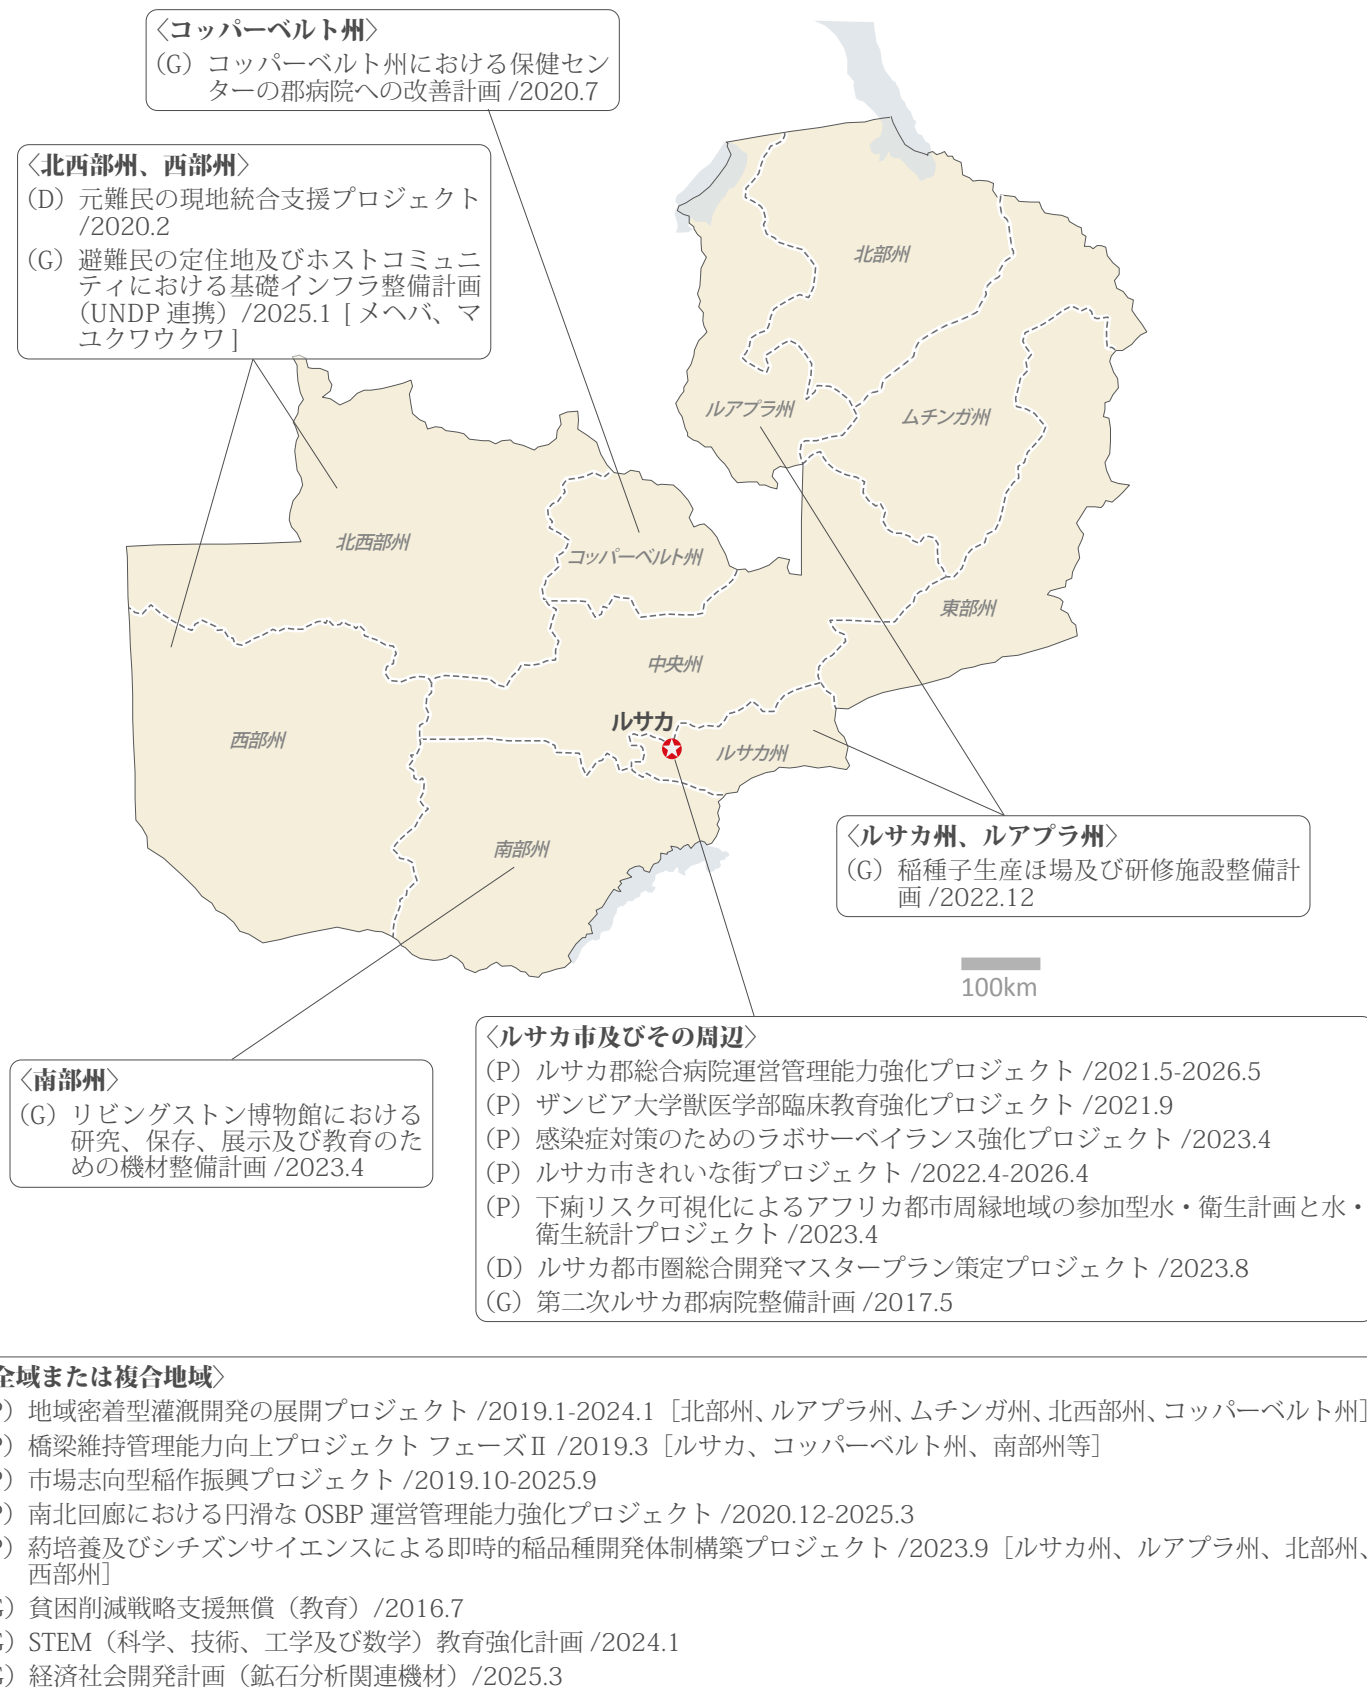 〈コッパーベルト州〉
(G) コッパーベルト州における保健セン
ターの郡病院への改善計画 /2020.7
〈北西部州、西部州〉
(D) 元難民の現地統合支援プロジェクト
/2020.2
(G) 避難民の定住地及びホストコミュニ
ティにおける基礎インフラ整備計画
（UNDP 連携）/2025.1 [ メヘバ、マ
ユクワウクワ ]
北部州
ルアプラ州
ムチンガ州
北西部州
コッパーベルト州
東部州
中央州
ルサカ
西部州
ルサカ州
南部州
〈ルサカ州、ルアプラ州〉
(G) 稲種子生産ほ場及び研修施設整備計
画 /2022.12
100km
〈南部州〉
(G) リビングストン博物館における
研究、保存、展示及び教育のた
めの機材整備計画 /2023.4
〈ルサカ市及びその周辺〉
(P) ルサカ郡総合病院運営管理能力強化プロジェクト /2021.5-2026.5
(P) ザンビア大学獣医学部臨床教育強化プロジェクト /2021.9
(P) 感染症対策のためのラボサーベイランス強化プロジェクト /2023.4
(P) ルサカ市きれいな街プロジェクト /2022.4-2026.4
(P) 下痢リスク可視化によるアフリカ都市周縁地域の参加型水・衛生計画と水・
衛生統計プロジェクト /2023.4
(D) ルサカ都市圏総合開発マスタープラン策定プロジェクト /2023.8
(G) 第二次ルサカ郡病院整備計画 /2017.5
全域または複合地域〉
) 地域密着型灌漑開発の展開プロジェクト /2019.1-2024.1［北部州、ルアプラ州、ムチンガ州、北西部州、コッパーベルト州］
) 橋梁維持管理能力向上プロジェクト フェーズⅡ /2019.3［ルサカ、コッパーベルト州、南部州等］
) 市場志向型稲作振興プロジェクト /2019.10-2025.9
) 南北回廊における円滑な OSBP 運営管理能力強化プロジェクト /2020.12-2025.3
) 葯培養及びシチズンサイエンスによる即時的稲品種開発体制構築プロジェクト /2023.9［ルサカ州、ルアプラ州、北部州、
西部州］
) 貧困削減戦略支援無償（教育）/2016.7
) STEM（科学、技術、工学及び数学）教育強化計画 /2024.1
) 経済社会開発計画（鉱石分析関連機材）/2025.3